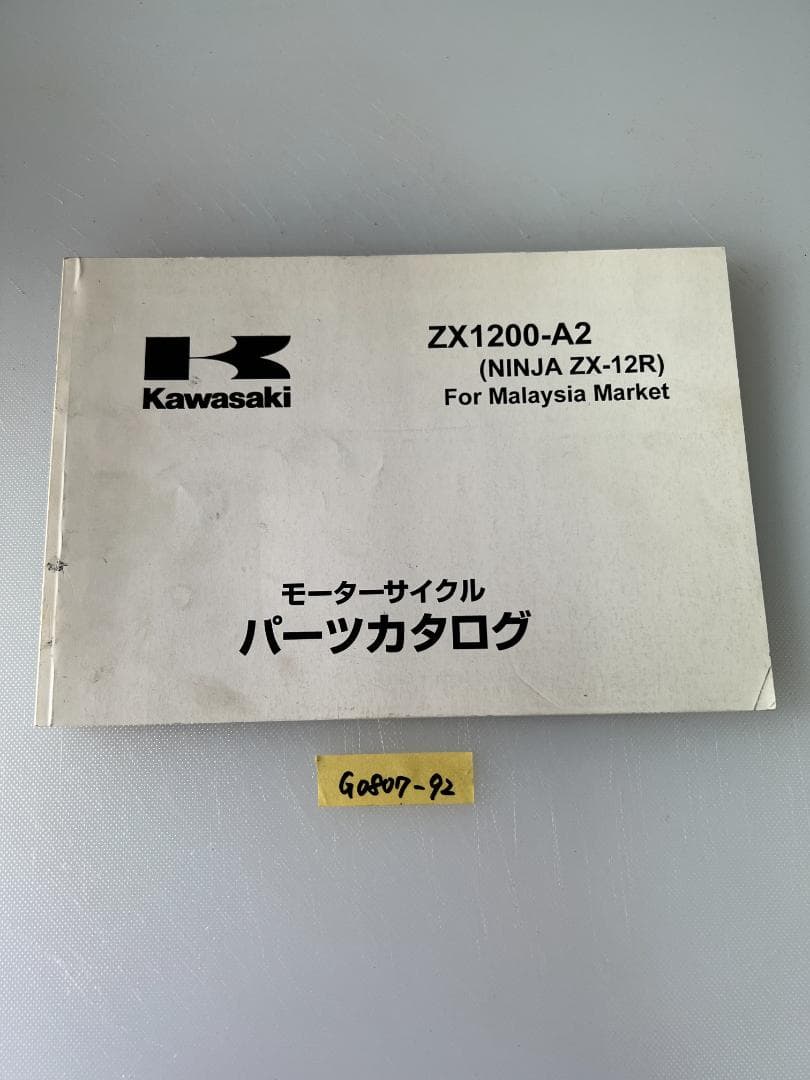 Kawasaki
ZX1200-A2
(NINJA ZX-12R)
For Malaysia Market
モーターサイクル
パーツカタログ
G0807-92